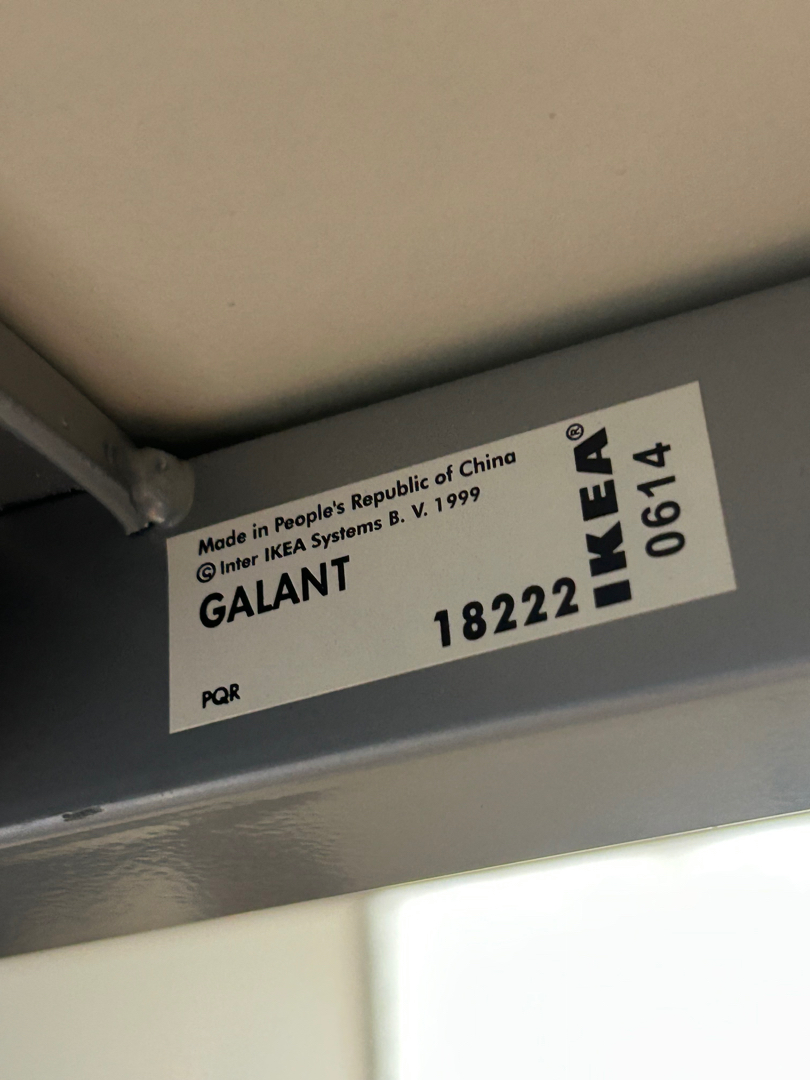 Made in People's Republic of China
© Inter IKEA Systems B. V. 1999
GALANT
18222
PQR
IKEA®
0614